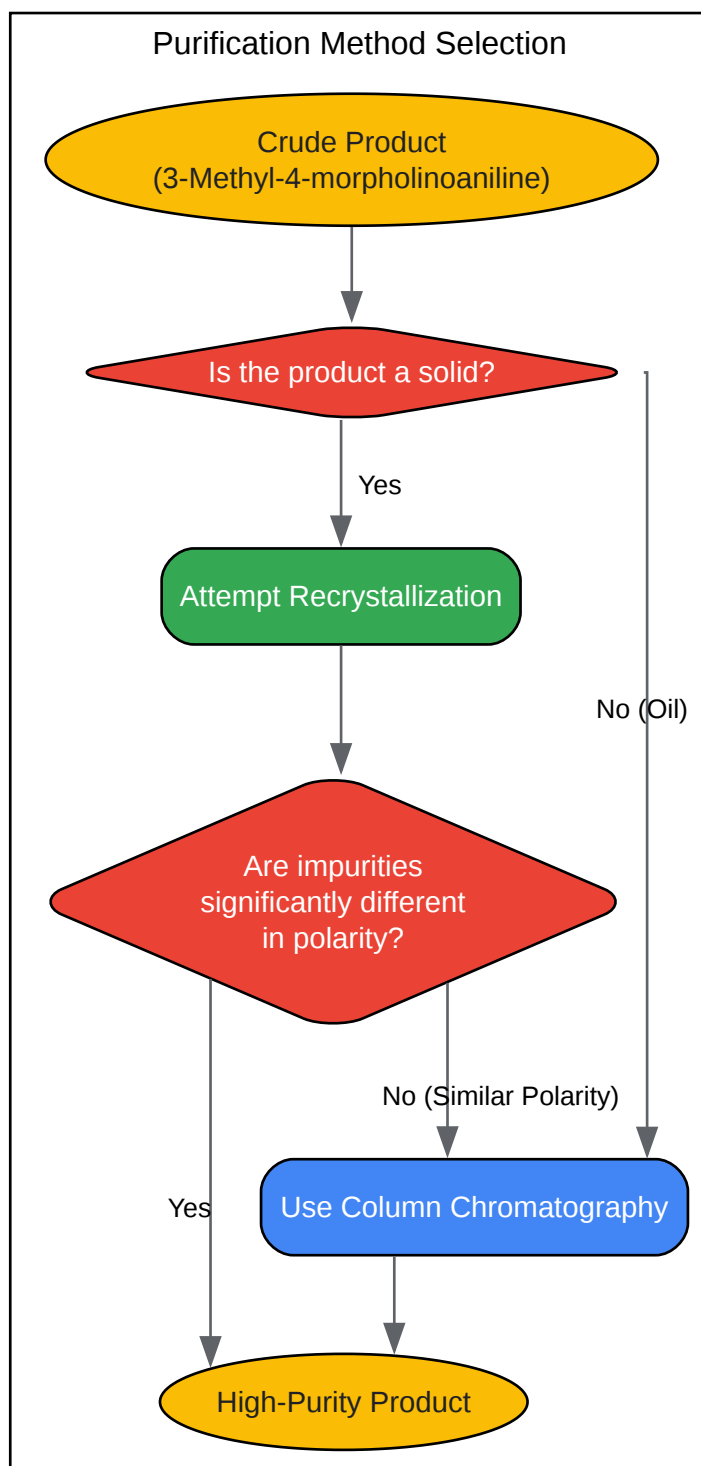 Purification Method Selection
Crude Product
(3-Methyl-4-morpholinoaniline)
Is the product a solid?
Yes
Attempt Recrystallization
No (Oil)
Are impurities
significantly different
in polarity?
No (Similar Polarity)
Yes
Use Column Chromatography
High-Purity Product